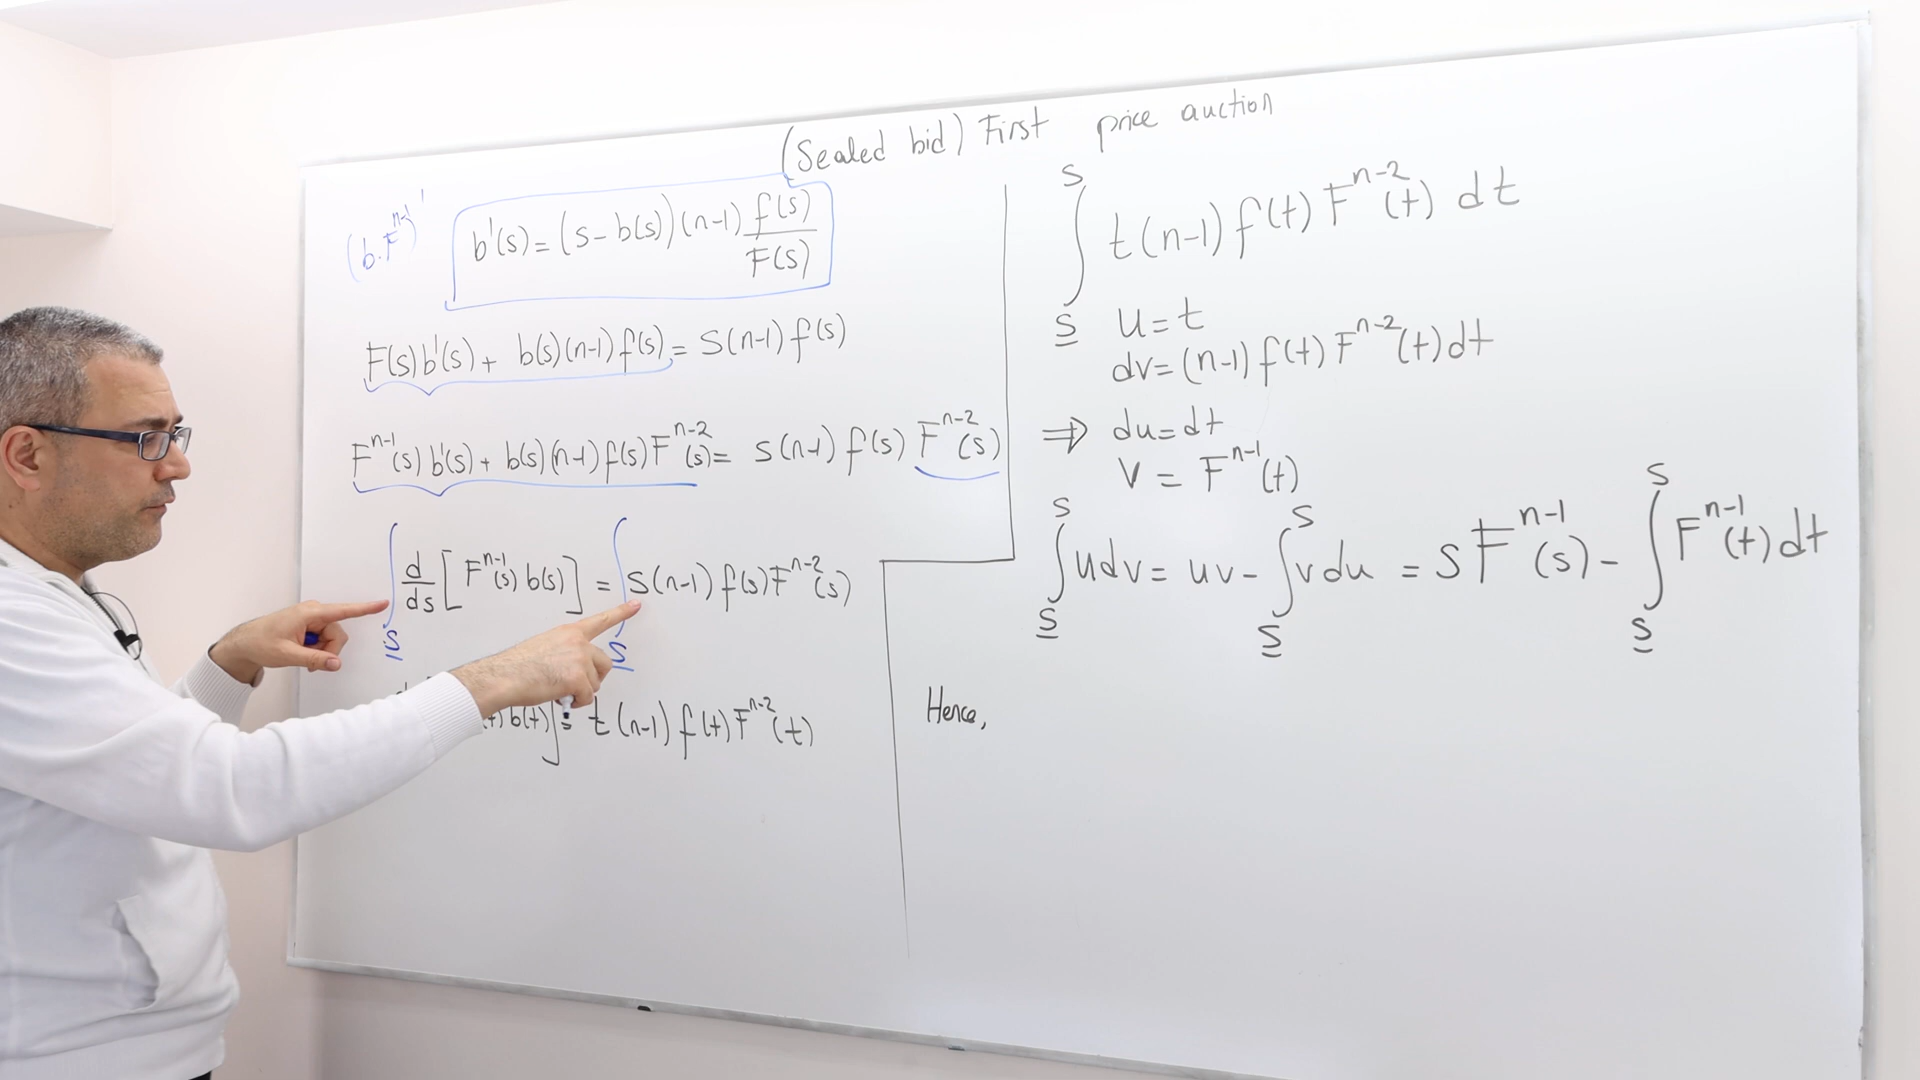 (Sealed bid) First price auction
(b.F^{n-1})'
b'(s) = (s - b(s))(n-1) f(s)/F(s)
F(s) b'(s) + b(s)(n-1) f(s) = S(n-1) f(s)
F^{n-1}(s) b'(s) + b(s)(n-1) f(s) F^{n-2}(s) = s(n-1) f(s) F^{n-2}(s)
∫_{s̲} d/ds [F^{n-1}(s) b(s)] = ∫_{s̲} s(n-1) f(s) F^{n-2}(s)
(t) b(t)] = t(n-1) f(t) F^{n-2}(t)
∫_{s̲}^{s} t(n-1) f(t) F^{n-2}(t) dt
u = t
dv = (n-1) f(t) F^{n-2}(t) dt
⇒ du = dt
v = F^{n-1}(t)
∫_{s̲}^{s} u dv = uv - ∫_{s̲}^{s} v du = s F^{n-1}(s) - ∫_{s̲}^{s} F^{n-1}(t) dt
Hence,